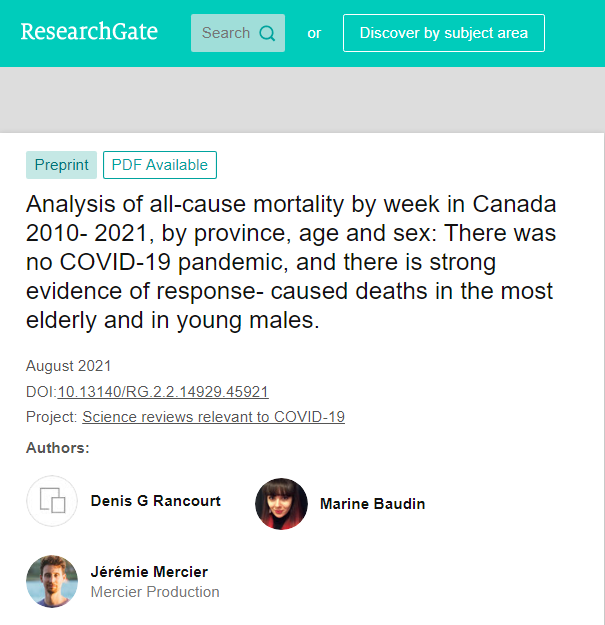 ResearchGate
Search
or
Discover by subject area
Preprint
PDF Available
Analysis of all-cause mortality by week in Canada
2010- 2021, by province, age and sex: There was
no COVID-19 pandemic, and there is strong
evidence of response- caused deaths in the most
elderly and in young males.
August 2021
DOI:10.13140/RG.2.2.14929.45921
Project: Science reviews relevant to COVID-19
Authors:
Denis G Rancourt
Marine Baudin
Jérémie Mercier
Mercier Production